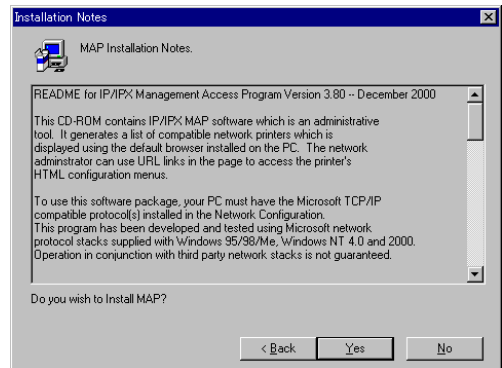 Installation Notes
MAP Installation Notes.
README for IP/IPX Management Access Program Version 3.80 -- December 2000
This CD-ROM contains IP/IPX MAP software which is an administrative
tool. It generates a list of compatible network printers which is
displayed using the default browser installed on the PC. The network
adminstrator can use URL links in the page to access the printer's
HTML configuration menus.
To use this software package, your PC must have the Microsoft TCP/IP
compatible protocol(s) installed in the Network Configuration.
This program has been developed and tested using Microsoft network
protocol stacks supplied with Windows 95/98/Me, Windows NT 4.0 and 2000.
Operation in conjunction with third party network stacks is not guaranteed.
Do you wish to Install MAP?
< Back Yes No